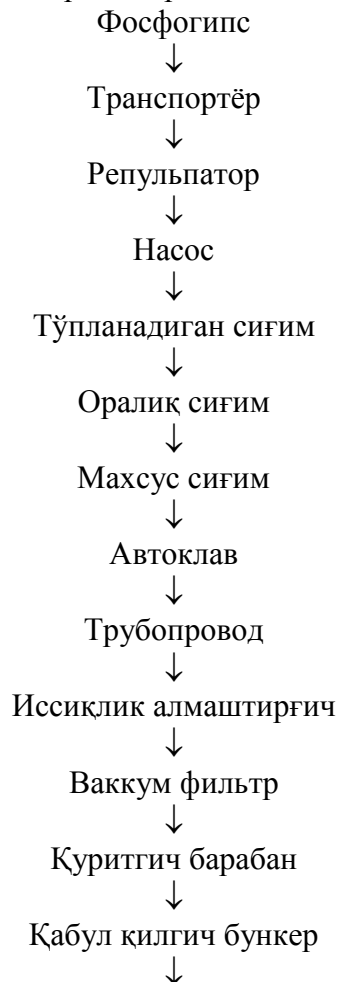 Фосфогипс
↓
Транспортёр
↓
Репульпатор
↓
Насос
↓
Тўпланадиган сиғим
↓
Оралиқ сиғим
↓
Махсус сиғим
↓
Автоклав
↓
Трубопровод
↓
Иссиқлик алмаштирғич
↓
Ваккум фильтр
↓
Қуритгич барабан
↓
Қабул қилгич бункер
↓